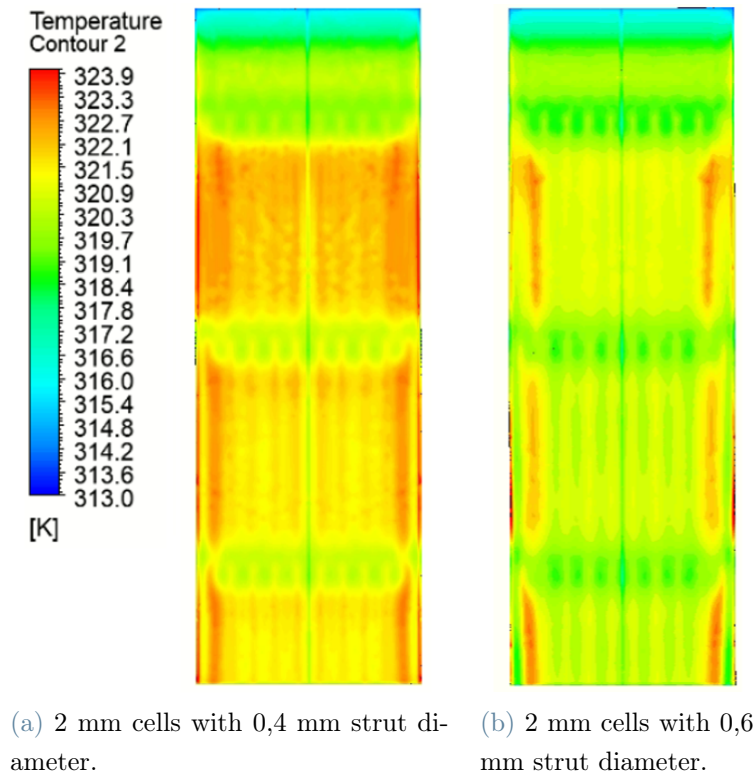 Temperature
Contour 2
323.9
323.3
322.7
322.1
321.5
320.9
320.3
319.7
319.1
318.4
317.8
317.2
316.6
316.0
315.4
314.8
314.2
313.6
313.0
[K]
(a) 2 mm cells with 0,4 mm strut di-
ameter.
(b) 2 mm cells with 0,6
mm strut diameter.